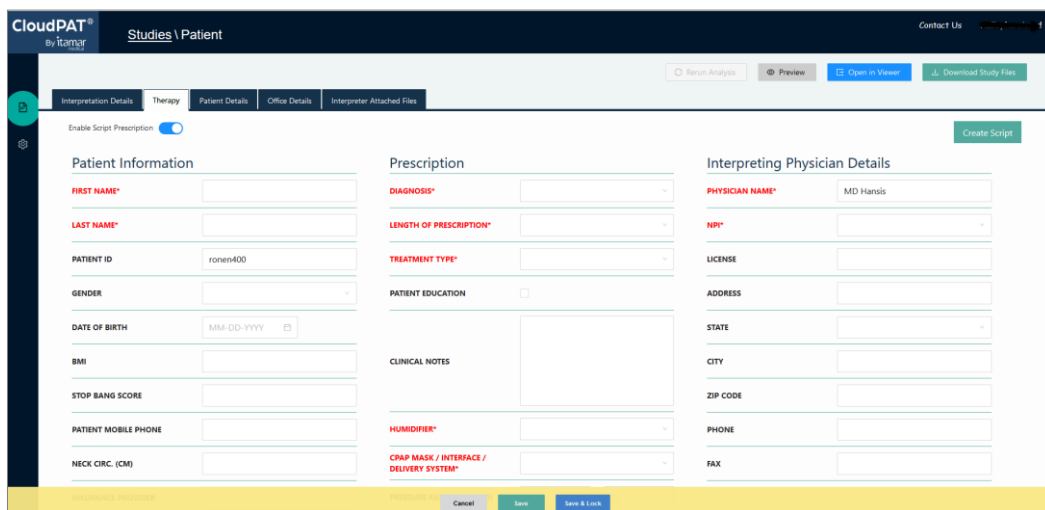 CloudPAT®
By itamar
medical
Studies \ Patient
Contact Us
Rerun Analysis
Preview
Open in Viewer
Download Study Files
Interpretation Details
Therapy
Patient Details
Office Details
Interpreter Attached Files
Enable Script Prescription
Create Script
Patient Information
FIRST NAME*
LAST NAME*
PATIENT ID
ronen400
GENDER
DATE OF BIRTH
MM-DD-YYYY
BMI
STOP BANG SCORE
PATIENT MOBILE PHONE
NECK CIRC. (CM)
Prescription
DIAGNOSIS*
LENGTH OF PRESCRIPTION*
TREATMENT TYPE*
PATIENT EDUCATION
CLINICAL NOTES
HUMIDIFIER*
CPAP MASK / INTERFACE /
DELIVERY SYSTEM*
Interpreting Physician Details
PHYSICIAN NAME*
MD Hansis
NPI*
LICENSE
ADDRESS
STATE
CITY
ZIP CODE
PHONE
FAX
Cancel
Save
Save & Lock